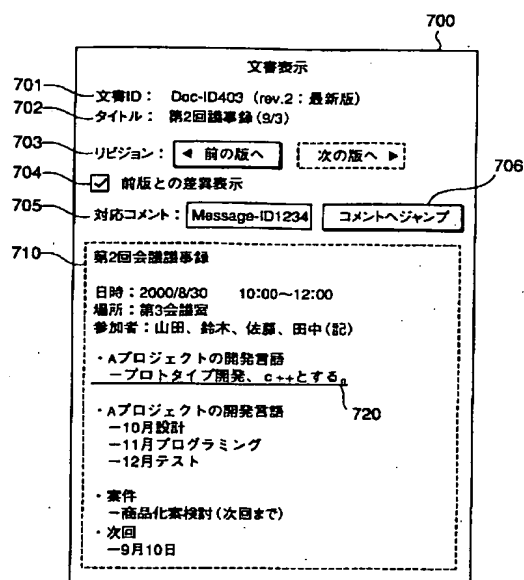 700
文書表示
701 文書ID： Doc-ID403 (rev.2：最新版)
702 タイトル： 第2回議事録 (9/3)
703 リビジョン： ◀ 前の版へ 次の版へ ▶
704 ✓ 前版との差異表示
706
705 対応コメント： Message-ID1234 コメントへジャンプ
710 第2回会議議事録
日時：2000/8/30 10:00〜12:00
場所：第3会議室
参加者：山田、鈴木、佐藤、田中(記)
・Aプロジェクトの開発言語
ープロトタイプ開発、c++とする。
720
・Aプロジェクトの開発言語
ー10月設計
ー11月プログラミング
ー12月テスト
・案件
ー商品化案検討(次回まで)
・次回
ー9月10日